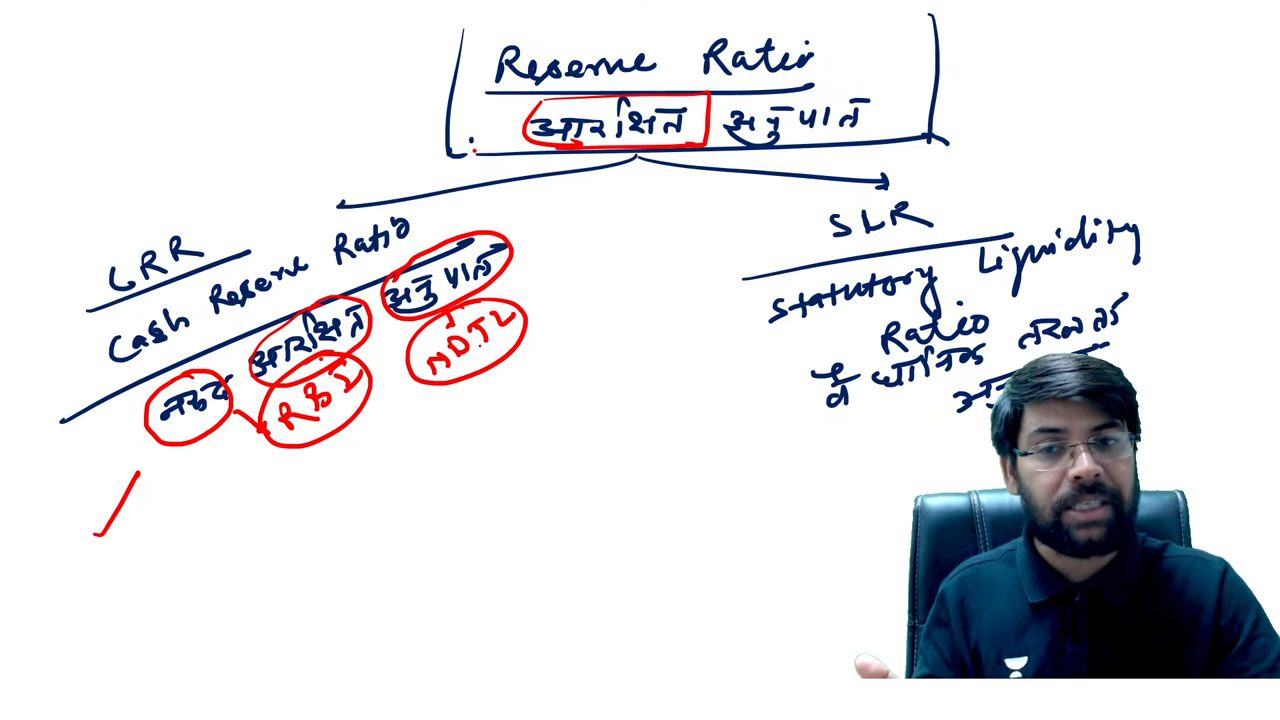 Reserve Ratio
आरक्षित अनुपात
CRR
Cash Reserve Ratio
नकद आरक्षित अनुपात
RBI
NDTL
SLR
Statutory Liquidity
Ratio
वैधानिक तरलता